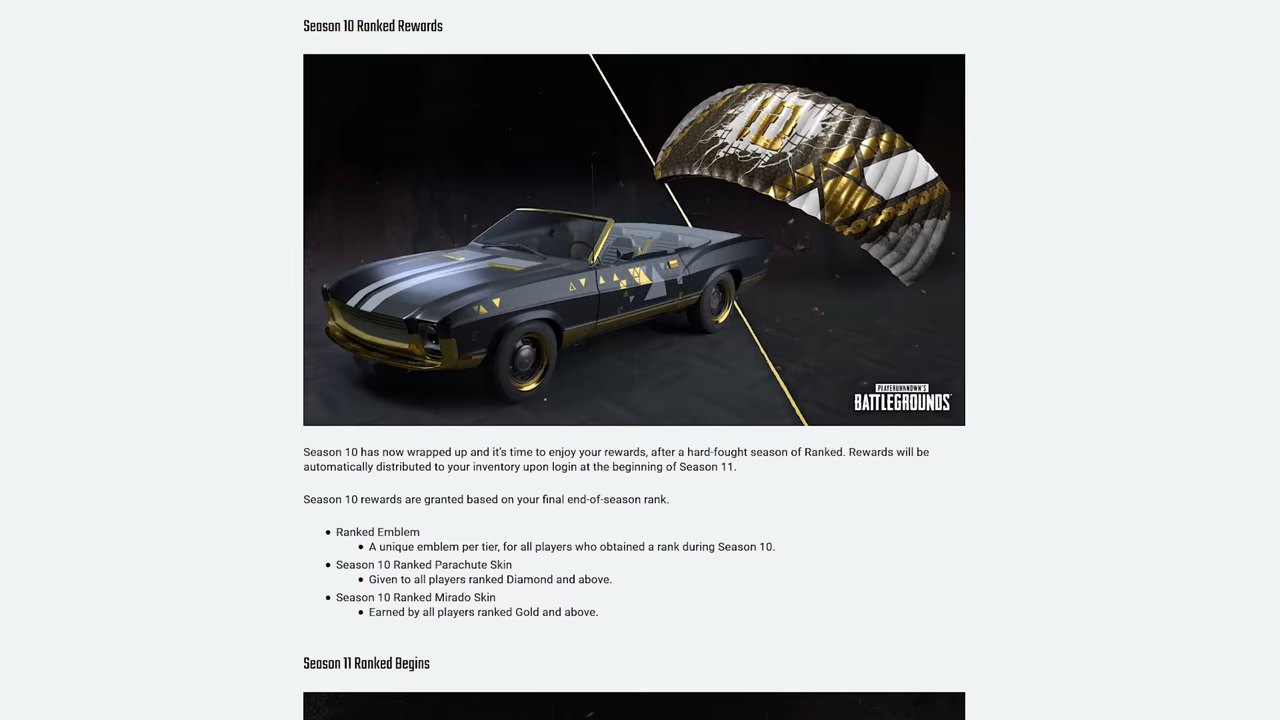 Season 10 Ranked Rewards
10
PLAYERUNKNOWN'S
BATTLEGROUNDS
Season 10 has now wrapped up and it's time to enjoy your rewards, after a hard-fought season of Ranked. Rewards will be
automatically distributed to your inventory upon login at the beginning of Season 11.
Season 10 rewards are granted based on your final end-of-season rank.
• Ranked Emblem
• A unique emblem per tier, for all players who obtained a rank during Season 10.
• Season 10 Ranked Parachute Skin
• Given to all players ranked Diamond and above.
• Season 10 Ranked Mirado Skin
• Earned by all players ranked Gold and above.
Season 11 Ranked Begins